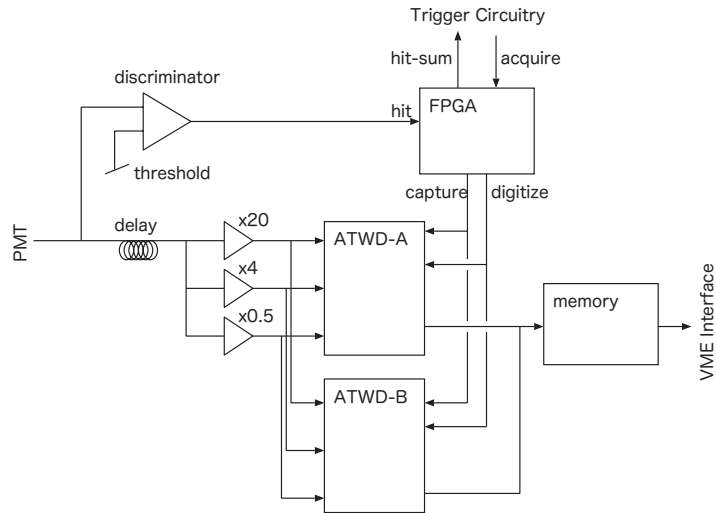 Trigger Circuitry
hit-sum
acquire
discriminator
FPGA
hit
threshold
capture
digitize
PMT
delay
x20
ATWD-A
x4
x0.5
memory
VME Interface
ATWD-B